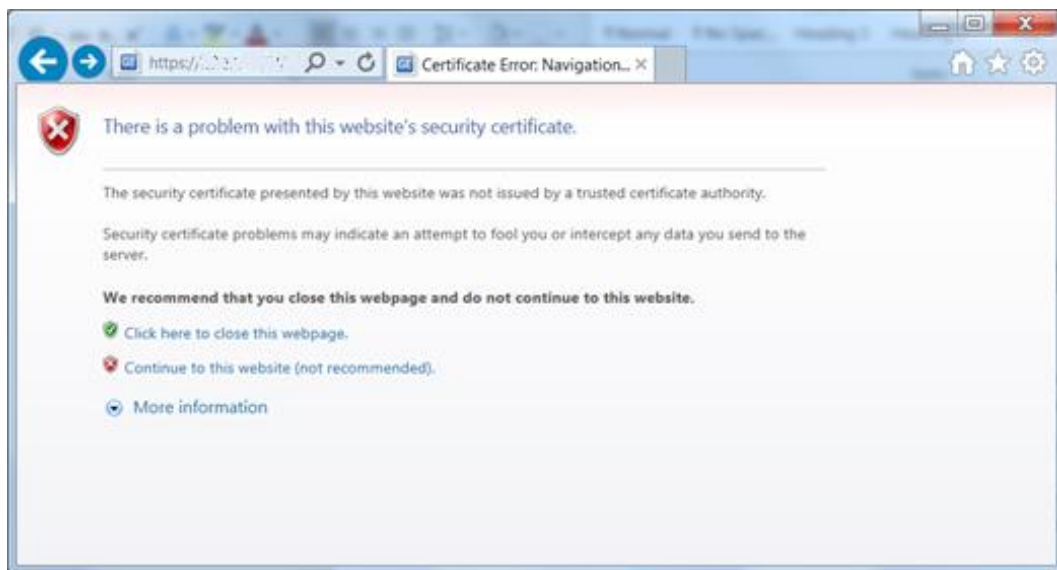 https://
Certificate Error: Navigation...
There is a problem with this website's security certificate.
The security certificate presented by this website was not issued by a trusted certificate authority.
Security certificate problems may indicate an attempt to fool you or intercept any data you send to the
server.
We recommend that you close this webpage and do not continue to this website.
Click here to close this webpage.
Continue to this website (not recommended).
More information